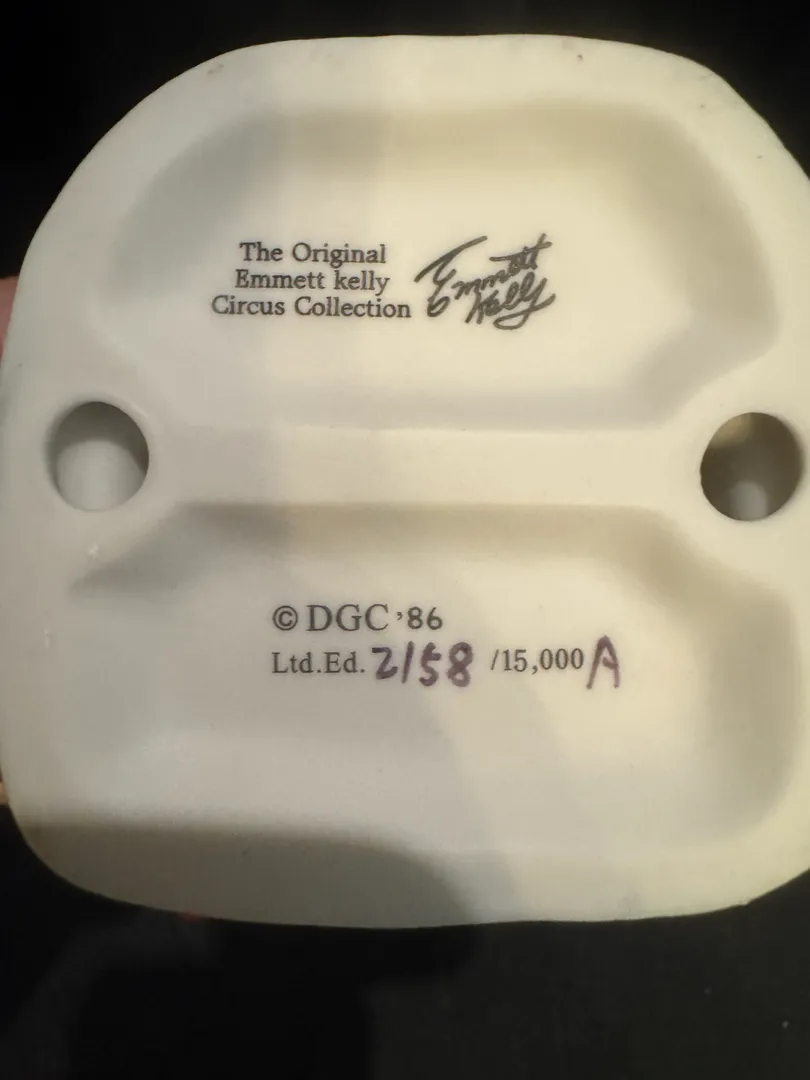 The Original
Emmett kelly
Circus Collection
Emmett
Kelly
© DGC '86
Ltd.Ed. 2158 /15,000 A